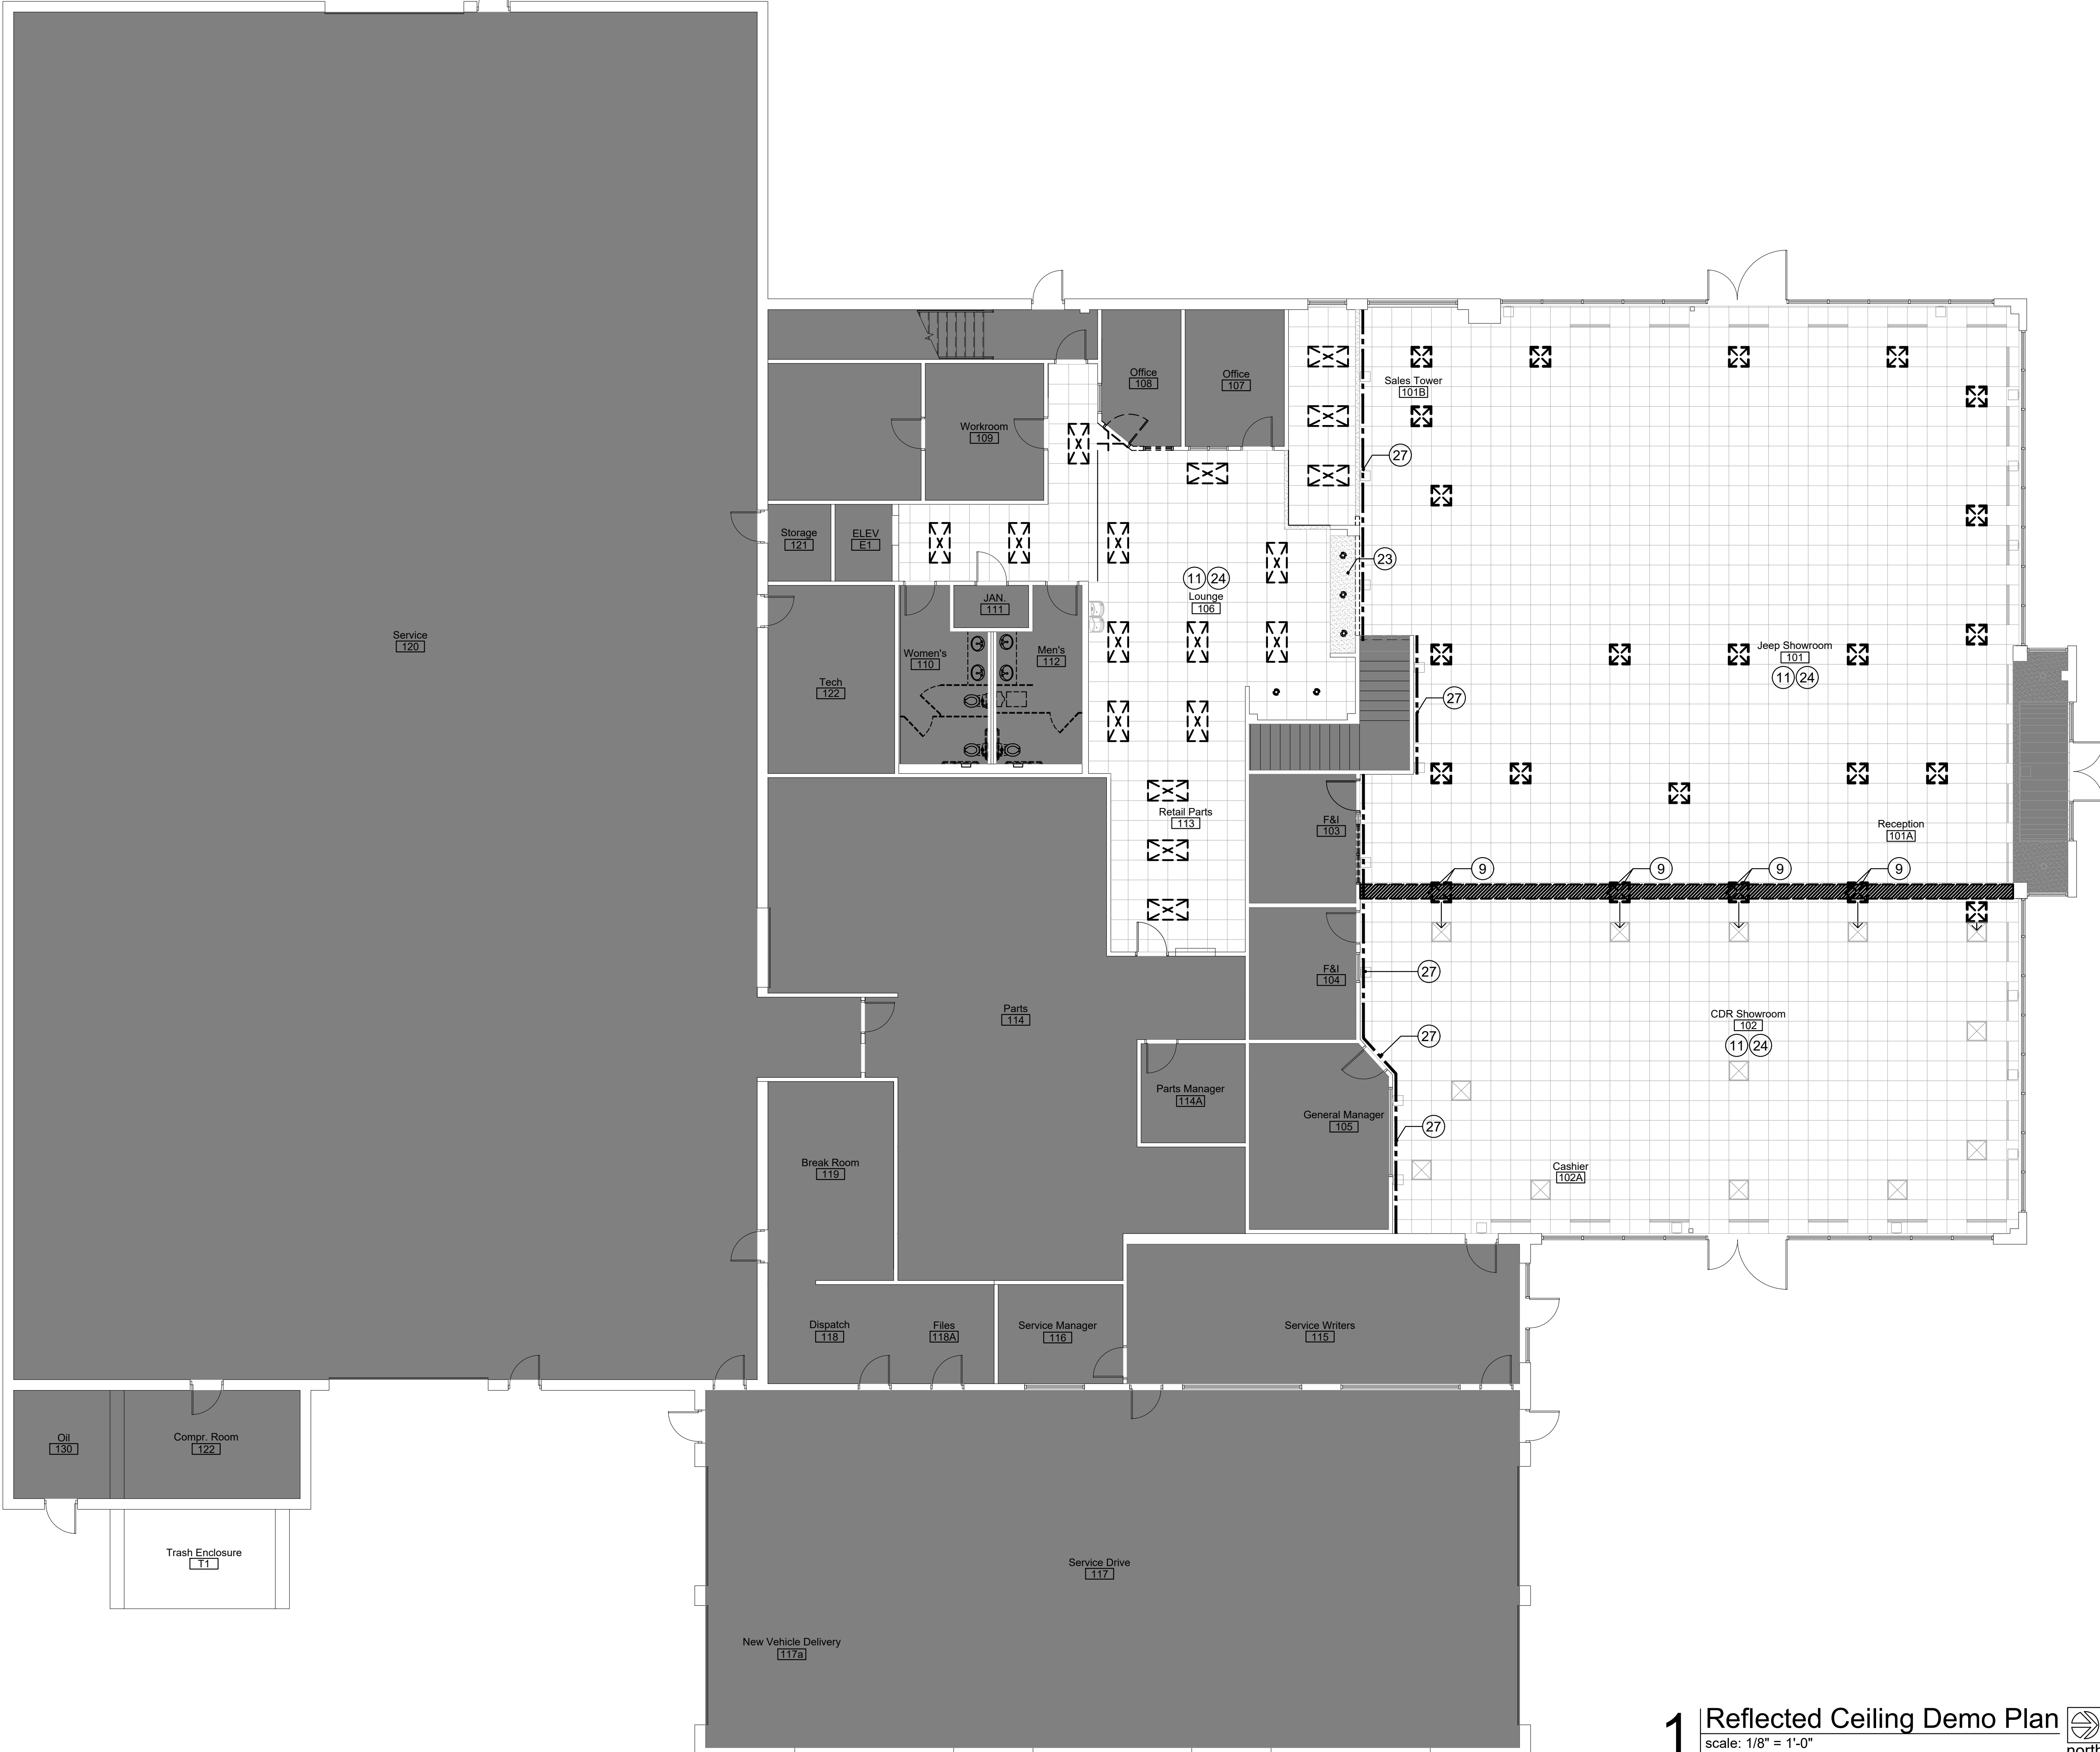 Office
108
Office
107
Sales Tower
101B
Workroom
109
27
Storage
121
ELEV
E1
23
11 24
Lounge
106
JAN.
111
Service
120
Women's
110
Men's
112
Jeep Showroom
101
11 24
Tech
122
27
Retail Parts
113
F&I
103
Reception
101A
9
9
9
9
F&I
104
27
Parts
114
CDR Showroom
102
11 24
27
Parts Manager
114A
General Manager
105
27
Break Room
119
Cashier
102A
Dispatch
118
Files
118A
Service Manager
116
Service Writers
115
Oil
130
Compr. Room
122
Trash Enclosure
T1
Service Drive
117
New Vehicle Delivery
117a
1 Reflected Ceiling Demo Plan
scale: 1/8" = 1'-0"
north